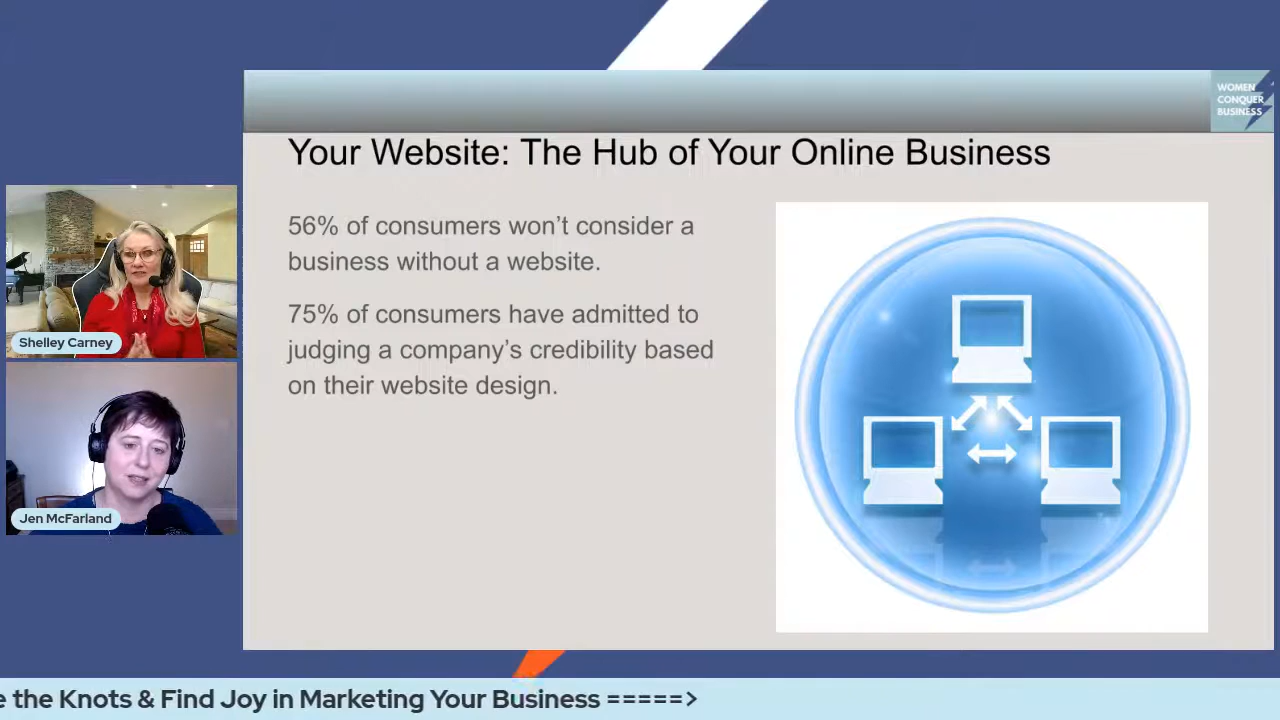 WOMEN
CONQUER
BUSINESS
Your Website: The Hub of Your Online Business
56% of consumers won’t consider a
business without a website.
75% of consumers have admitted to
judging a company’s credibility based
on their website design.
Shelley Carney
Jen McFarland
e the Knots & Find Joy in Marketing Your Business =====>